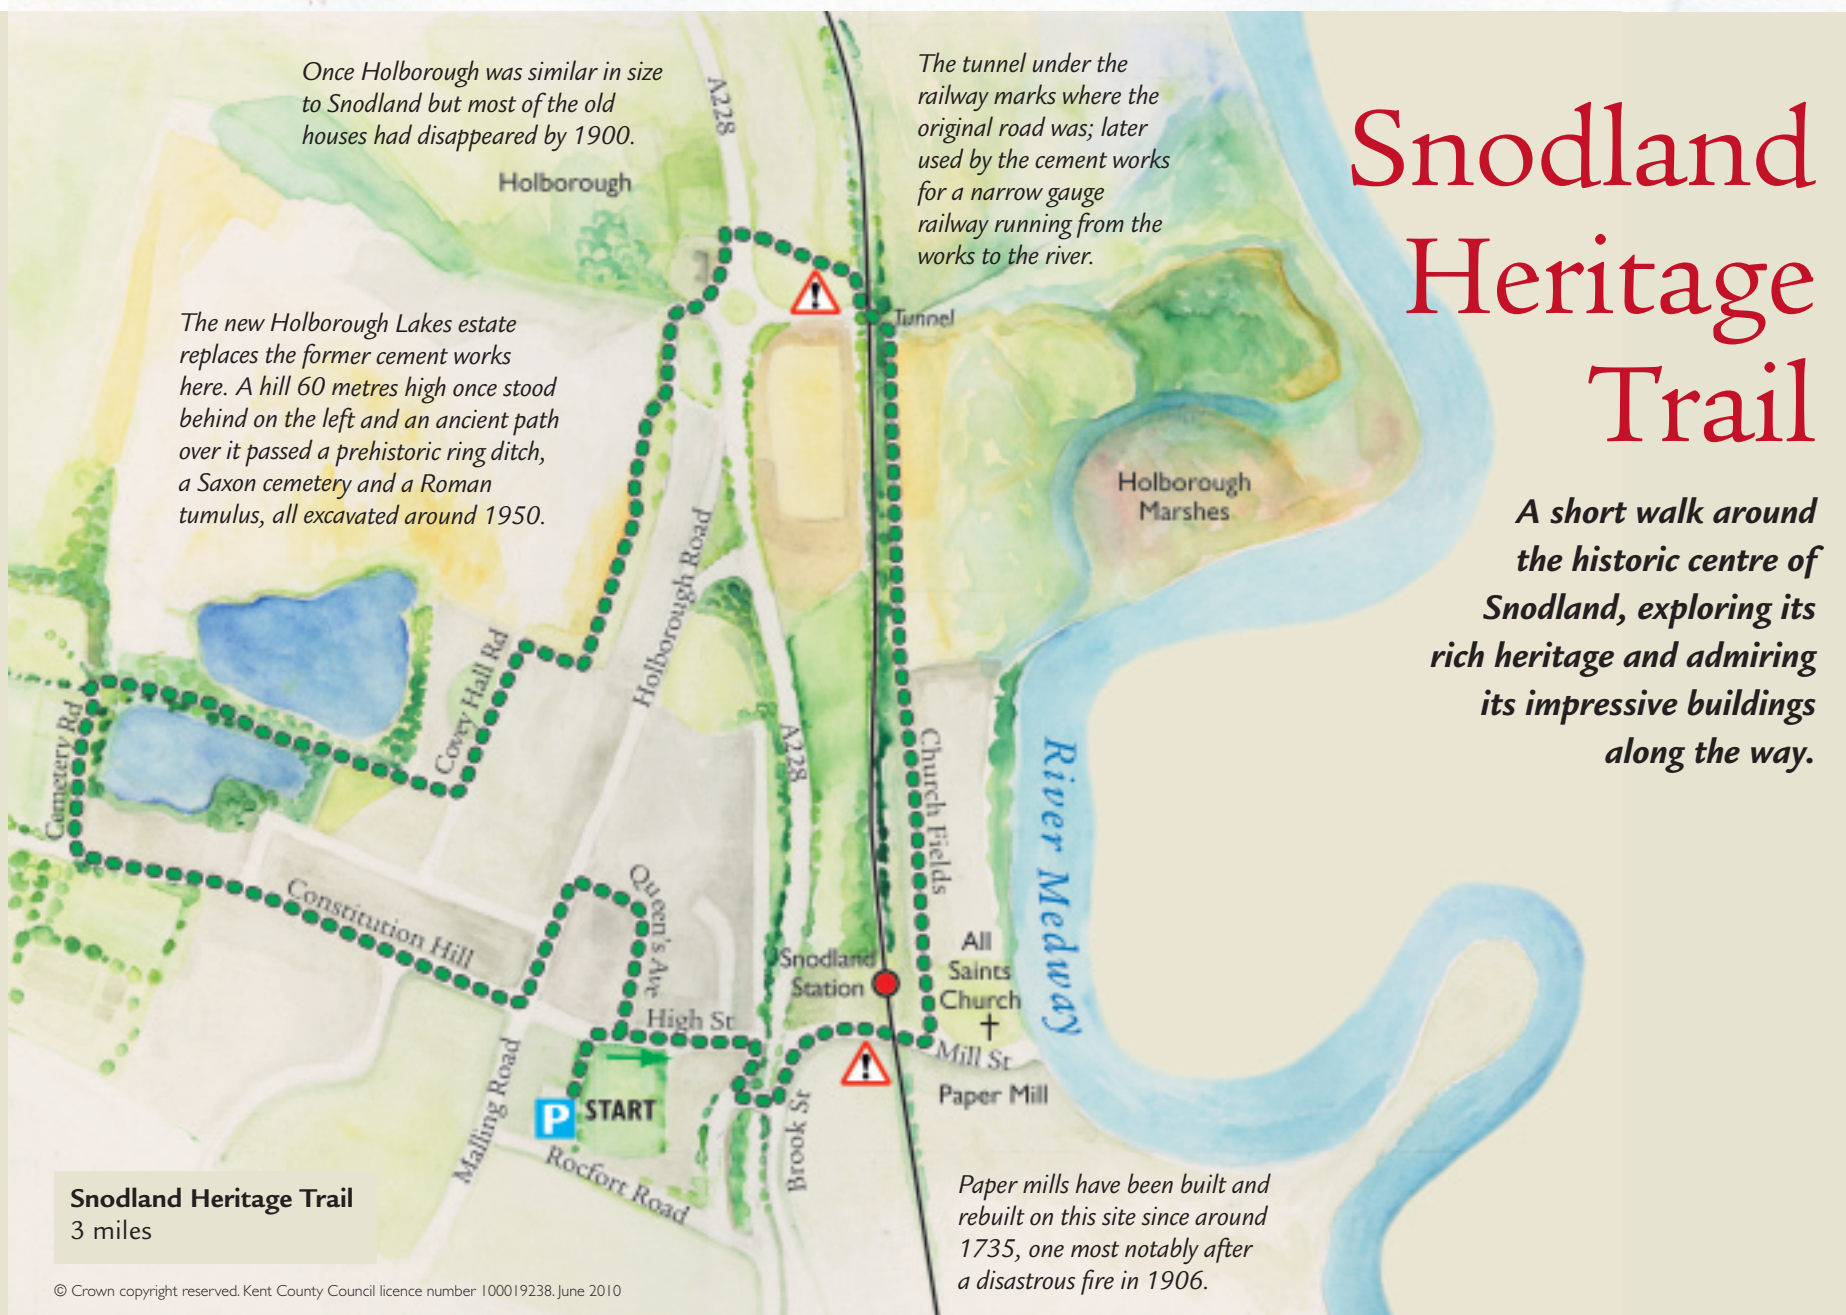 Snodland
Heritage
Trail
A short walk around
the historic centre of
Snodland, exploring its
rich heritage and admiring
its impressive buildings
along the way.
Once Holborough was similar in size
to Snodland but most of the old
houses had disappeared by 1900.
Holborough
A228
The tunnel under the
railway marks where the
original road was; later
used by the cement works
for a narrow gauge
railway running from the
works to the river.
Tunnel
The new Holborough Lakes estate
replaces the former cement works
here. A hill 60 metres high once stood
behind on the left and an ancient path
over it passed a prehistoric ring ditch,
a Saxon cemetery and a Roman
tumulus, all excavated around 1950.
Holborough
Marshes
Holborough Road
Covey Hall Rd
Cemetery Rd
A228
Church Fields
River Medway
Constitution Hill
Queen's Ave
Snodland
Station
All
Saints
Church
High St
Mill St
Paper Mill
Malling Road
P
START
Brook St
Rocfort Road
Paper mills have been built and
rebuilt on this site since around
1735, one most notably after
a disastrous fire in 1906.
Snodland Heritage Trail
3 miles
© Crown copyright reserved. Kent County Council licence number 100019238. June 2010